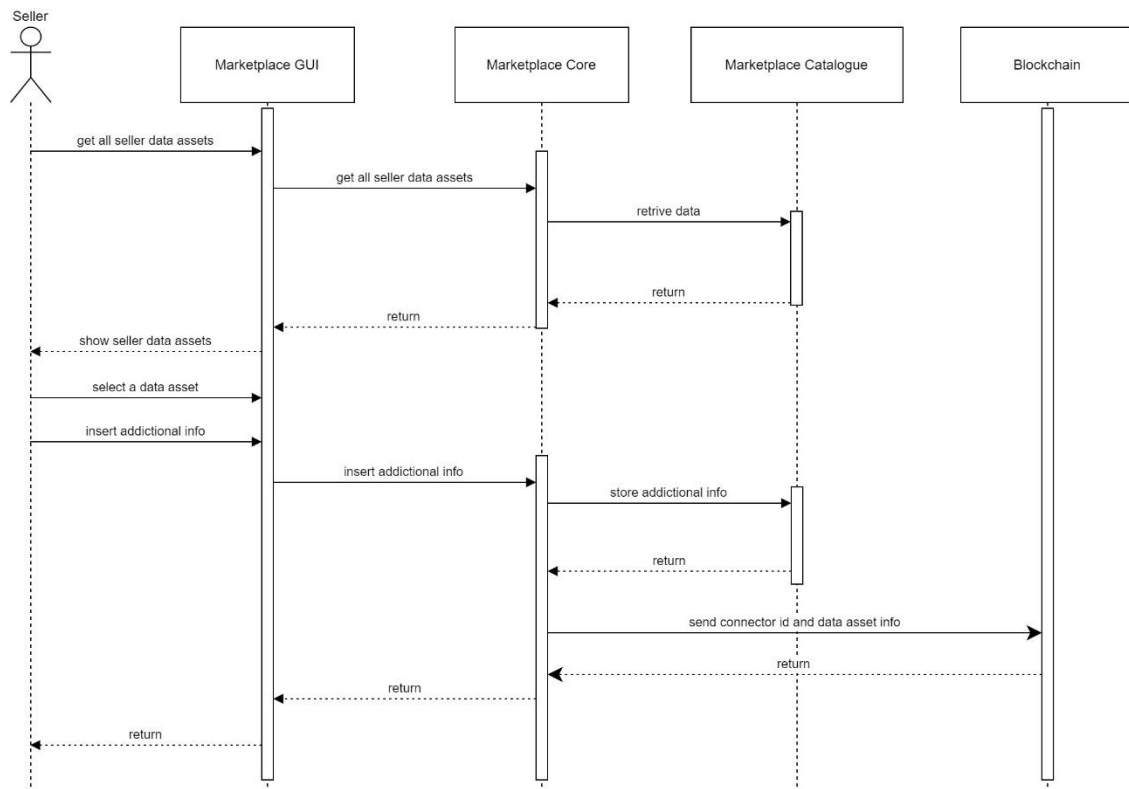 Seller
Marketplace GUI
Marketplace Core
Marketplace Catalogue
Blockchain
get all seller data assets
get all seller data assets
retrive data
return
return
show seller data assets
select a data asset
insert addictional info
insert addictional info
store addictional info
return
send connector id and data asset info
return
return
return